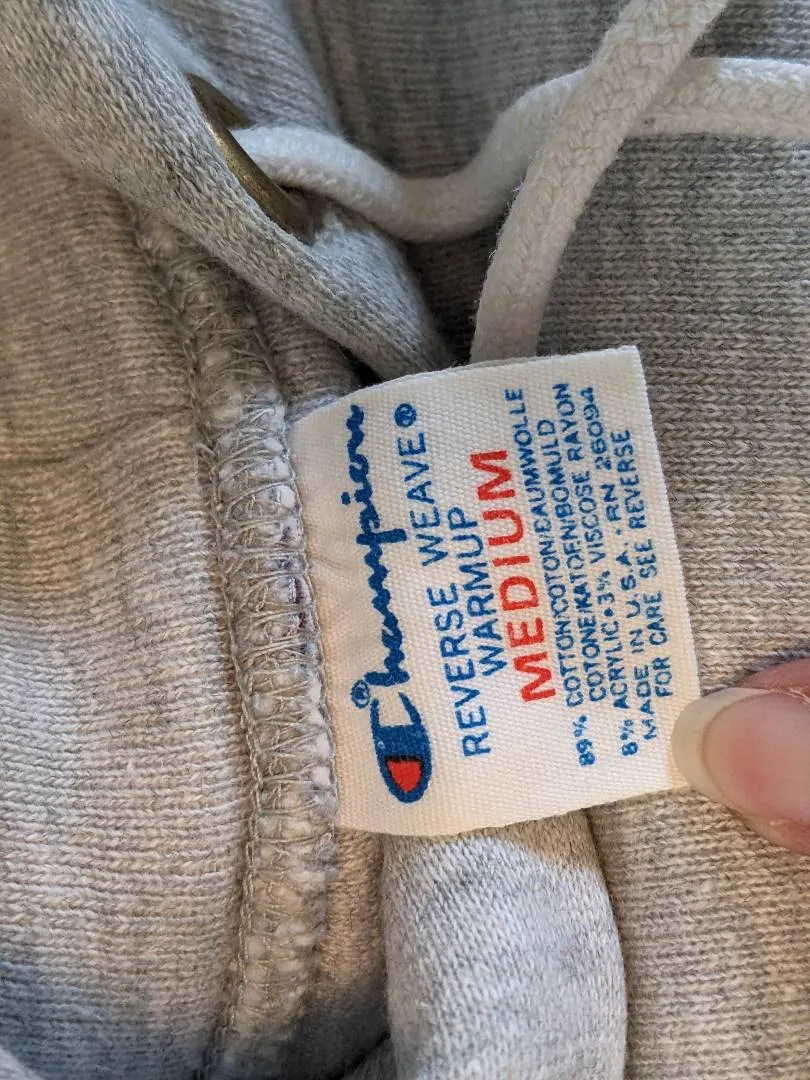 Champion®
REVERSE WEAVE®
WARMUP
MEDIUM
89% COTTON/COTON/BAUMWOLLE
COTONE/KATOEN/BOMULD
8% ACRYLIC•3% VISCOSE RAYON
MADE IN U.S.A. • RN 26094
FOR CARE SEE REVERSE